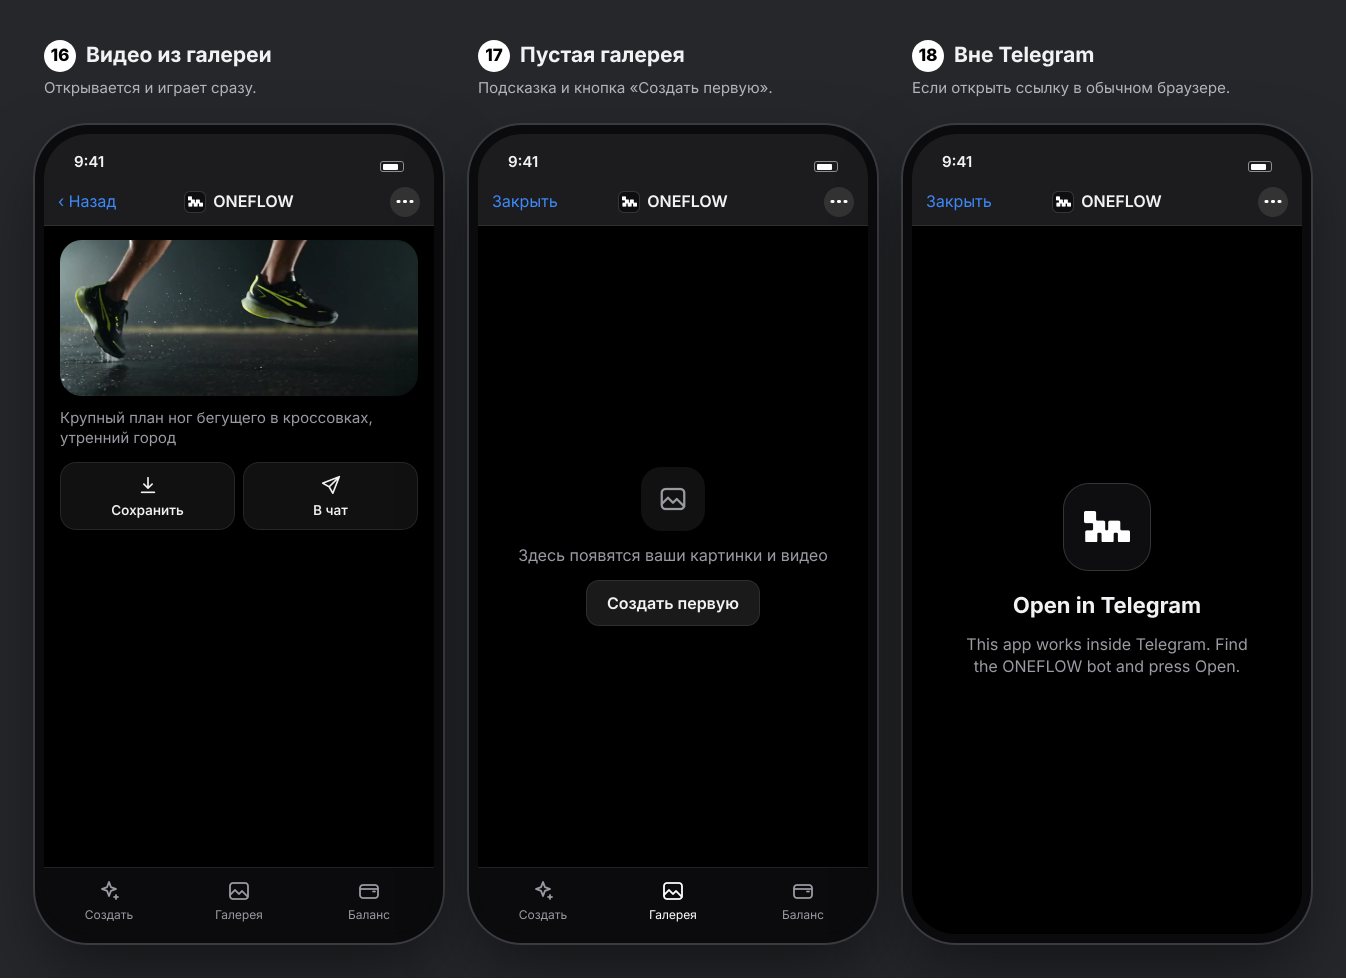 16 Видео из галереи
Открывается и играет сразу.
9:41
‹ Назад
ONEFLOW
Крупный план ног бегущего в кроссовках,
утренний город
Сохранить
В чат
Создать
Галерея
Баланс
17 Пустая галерея
Подсказка и кнопка «Создать первую».
9:41
Закрыть
ONEFLOW
Здесь появятся ваши картинки и видео
Создать первую
Создать
Галерея
Баланс
18 Вне Telegram
Если открыть ссылку в обычном браузере.
9:41
Закрыть
ONEFLOW
Open in Telegram
This app works inside Telegram. Find
the ONEFLOW bot and press Open.